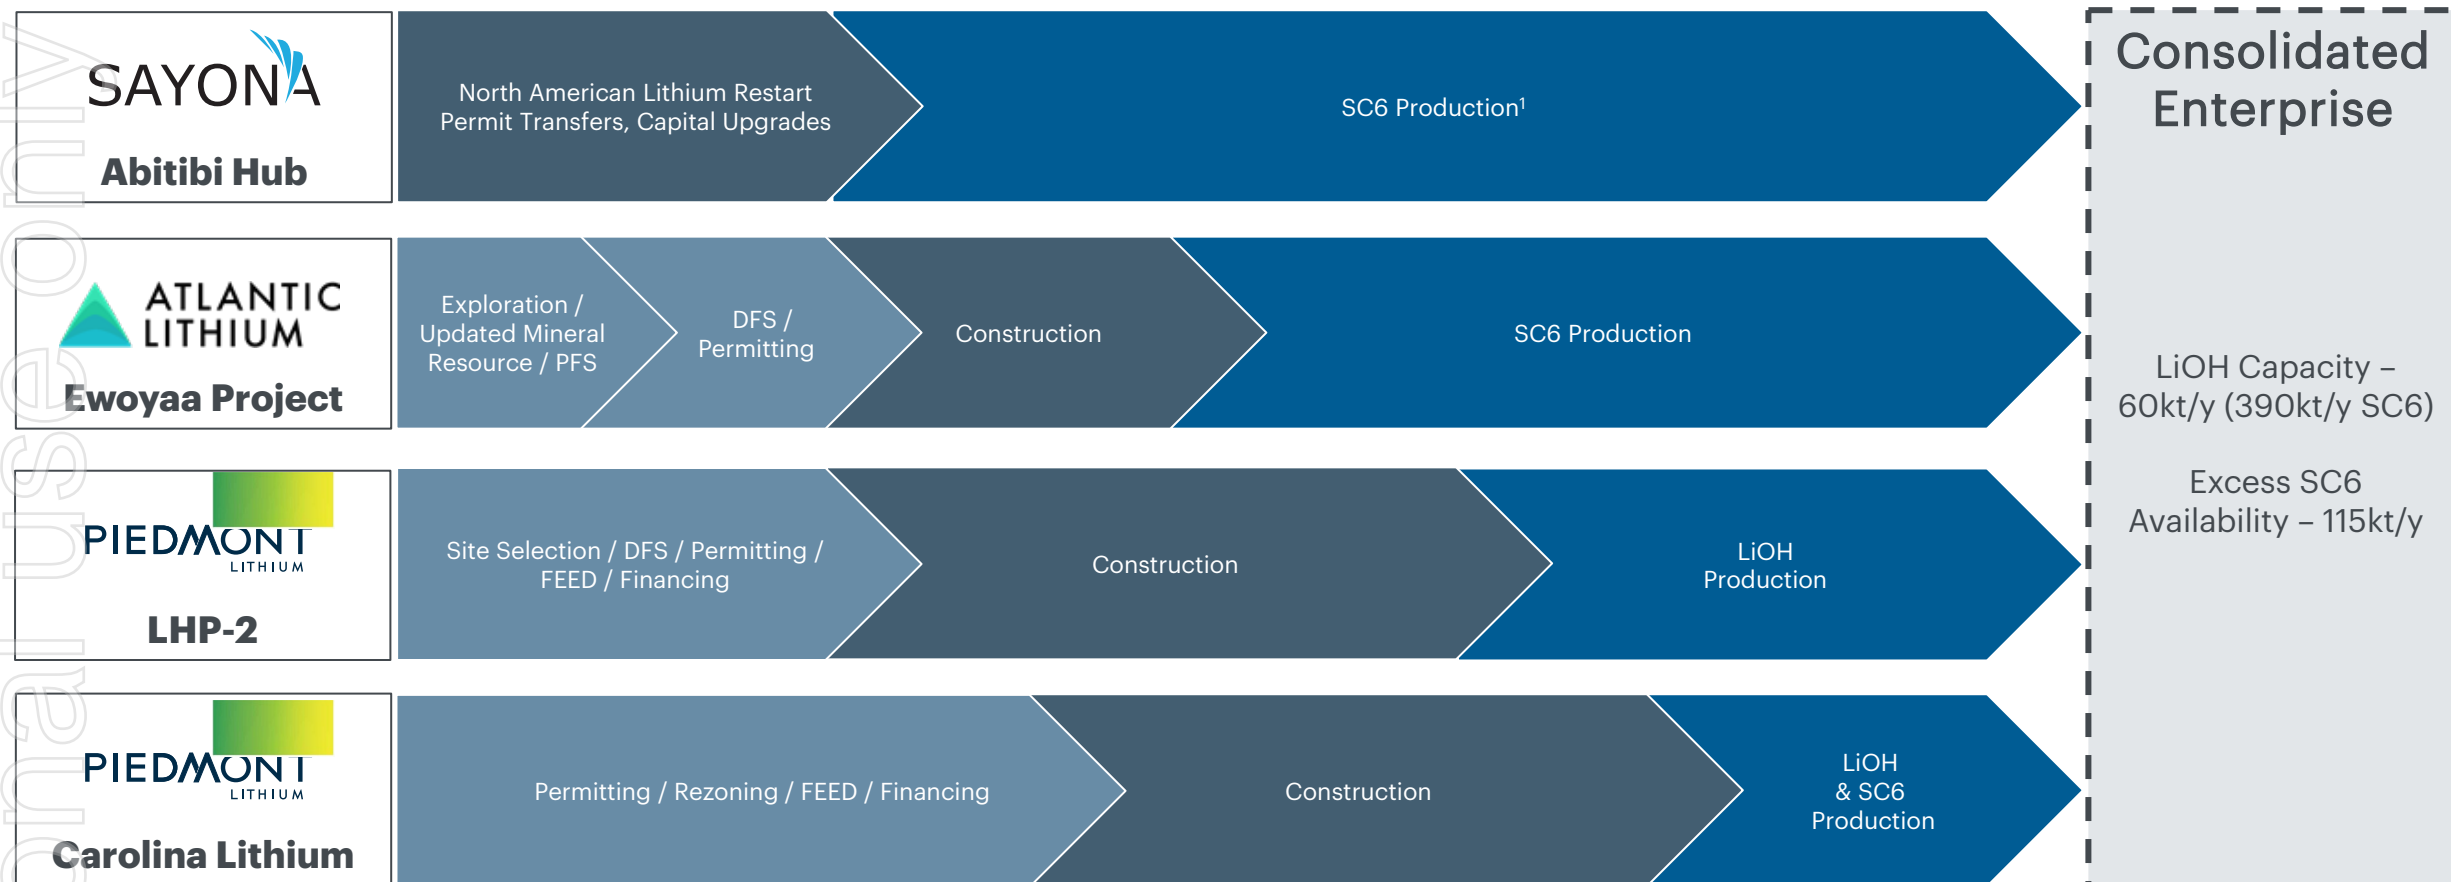 SAYONA
Abitibi Hub
North American Lithium Restart
Permit Transfers, Capital Upgrades
SC6 Production¹
ATLANTIC
LITHIUM
Ewoyaa Project
Exploration /
Updated Mineral
Resource / PFS
DFS /
Permitting
Construction
SC6 Production
PIEDMONT
LITHIUM
LHP-2
Site Selection / DFS / Permitting /
FEED / Financing
Construction
LiOH
Production
PIEDMONT
LITHIUM
Carolina Lithium
Permitting / Rezoning / FEED / Financing
Construction
LiOH
& SC6
Production
Consolidated
Enterprise
LiOH Capacity –
60kt/y (390kt/y SC6)
Excess SC6
Availability – 115kt/y
onal use only